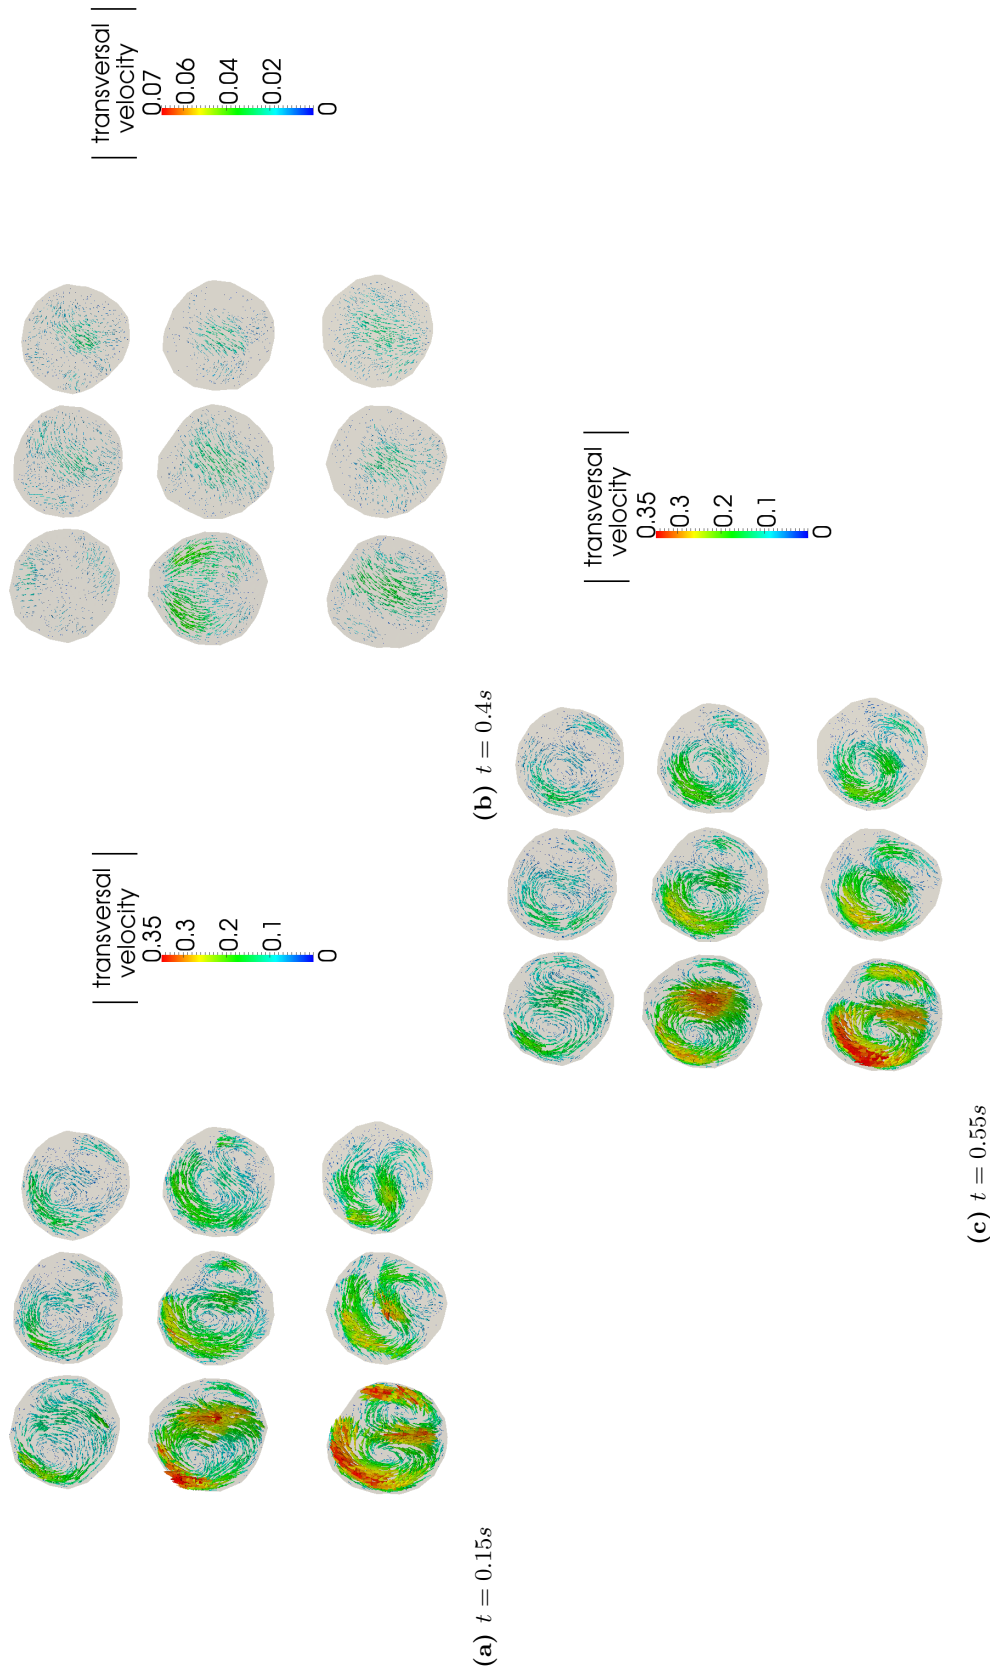 | transversal |
velocity
0.35
0.3
0.2
0.1
0
(a) t = 0.15s
| transversal |
velocity
0.07
0.06
0.04
0.02
0
(b) t = 0.4s
| transversal |
velocity
0.35
0.3
0.2
0.1
0
(c) t = 0.55s